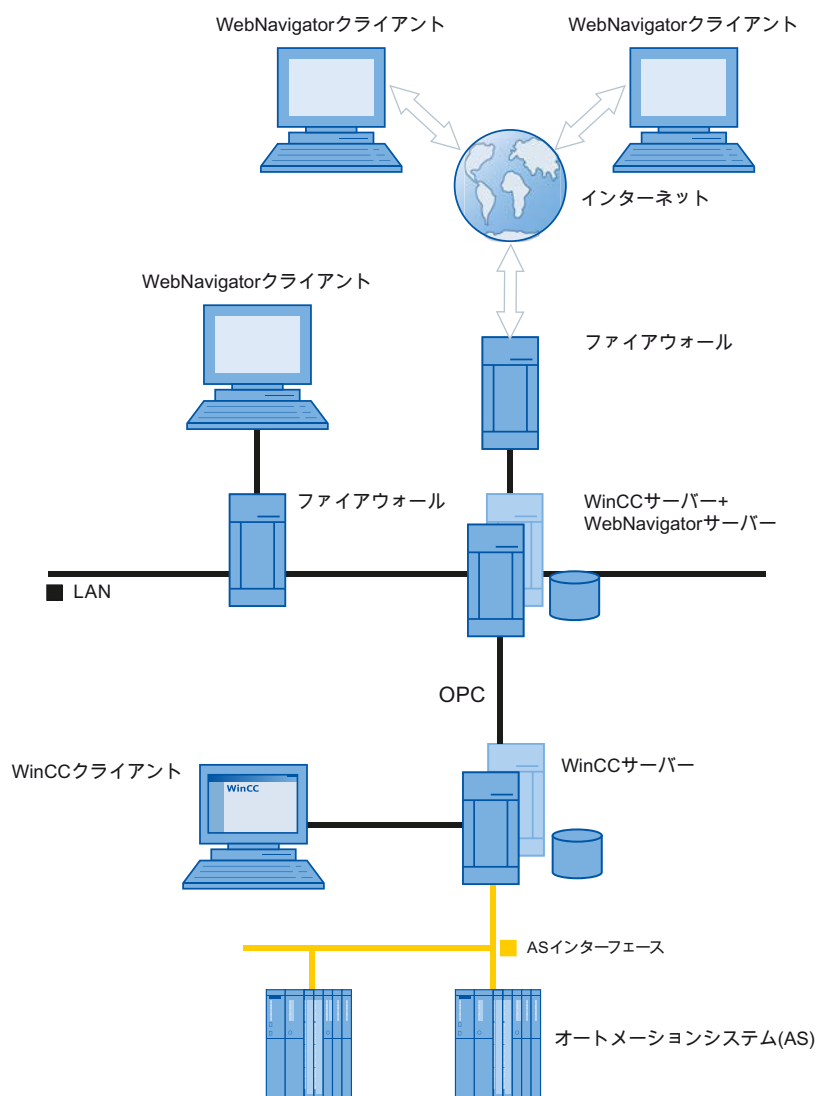 WebNavigatorクライアント
WebNavigatorクライアント
インターネット
WebNavigatorクライアント
ファイアウォール
ファイアウォール
WinCCサーバー+
WebNavigatorサーバー
LAN
OPC
WinCCクライアント
WinCCサーバー
WinCC
ASインターフェース
オートメーションシステム(AS)